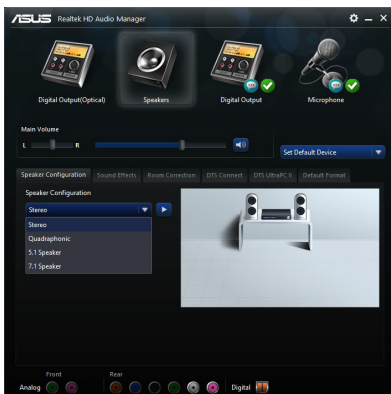 ASUS Realtek HD Audio Manager
Digital Output(Optical) Speakers Digital Output Microphone
Main Volume
L R
Set Default Device
Speaker Configuration Sound Effects Room Correction DTS Connect DTS UltraPC II Default Format
Speaker Configuration
Stereo
Stereo
Quadraphonic
5.1 Speaker
7.1 Speaker
Front Rear
Analog Digital